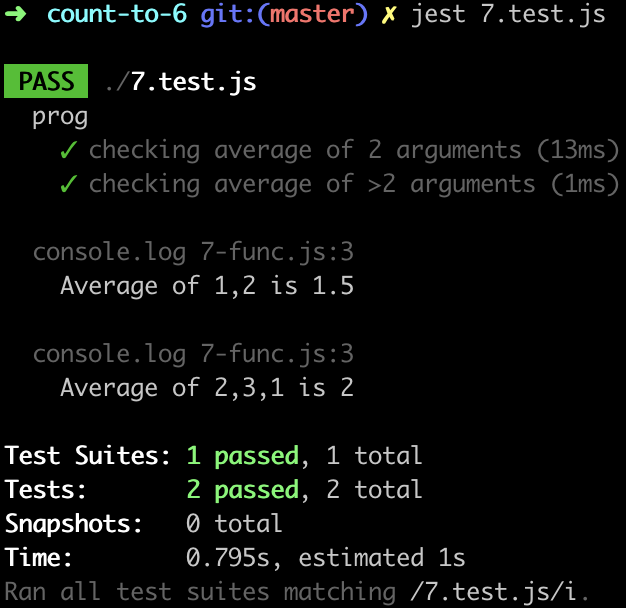 ➜ count-to-6 git:(master) ✗ jest 7.test.js
PASS ./7.test.js
prog
✓ checking average of 2 arguments (13ms)
✓ checking average of >2 arguments (1ms)
console.log 7-func.js:3
Average of 1,2 is 1.5
console.log 7-func.js:3
Average of 2,3,1 is 2
Test Suites: 1 passed, 1 total
Tests: 2 passed, 2 total
Snapshots: 0 total
Time: 0.795s, estimated 1s
Ran all test suites matching /7.test.js/i.